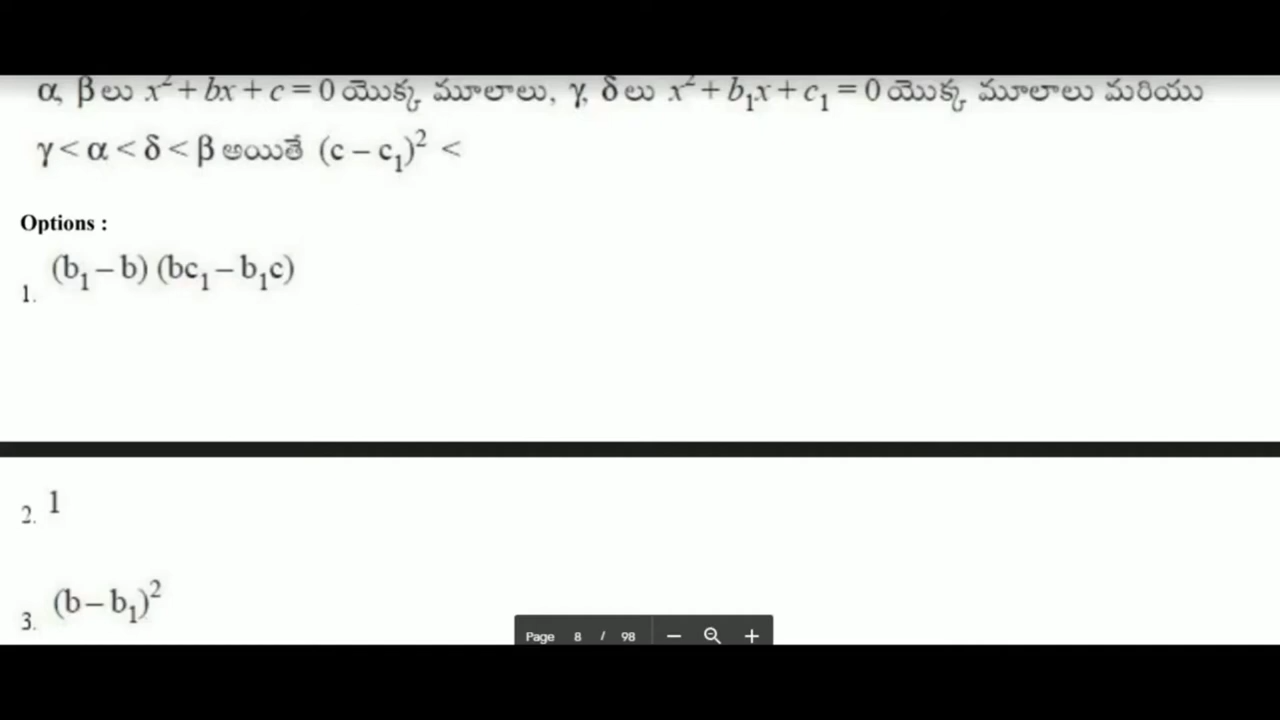 α, β లు x² + bx + c = 0 యొక్క మూలాలు, γ, δ లు x² + b₁x + c₁ = 0 యొక్క మూలాలు మరియు
γ < α < δ < β అయితే (c – c₁)² <
Options :
1. (b₁ – b) (bc₁ – b₁c)
2. 1
3. (b – b₁)²
Page 8 / 98 — +